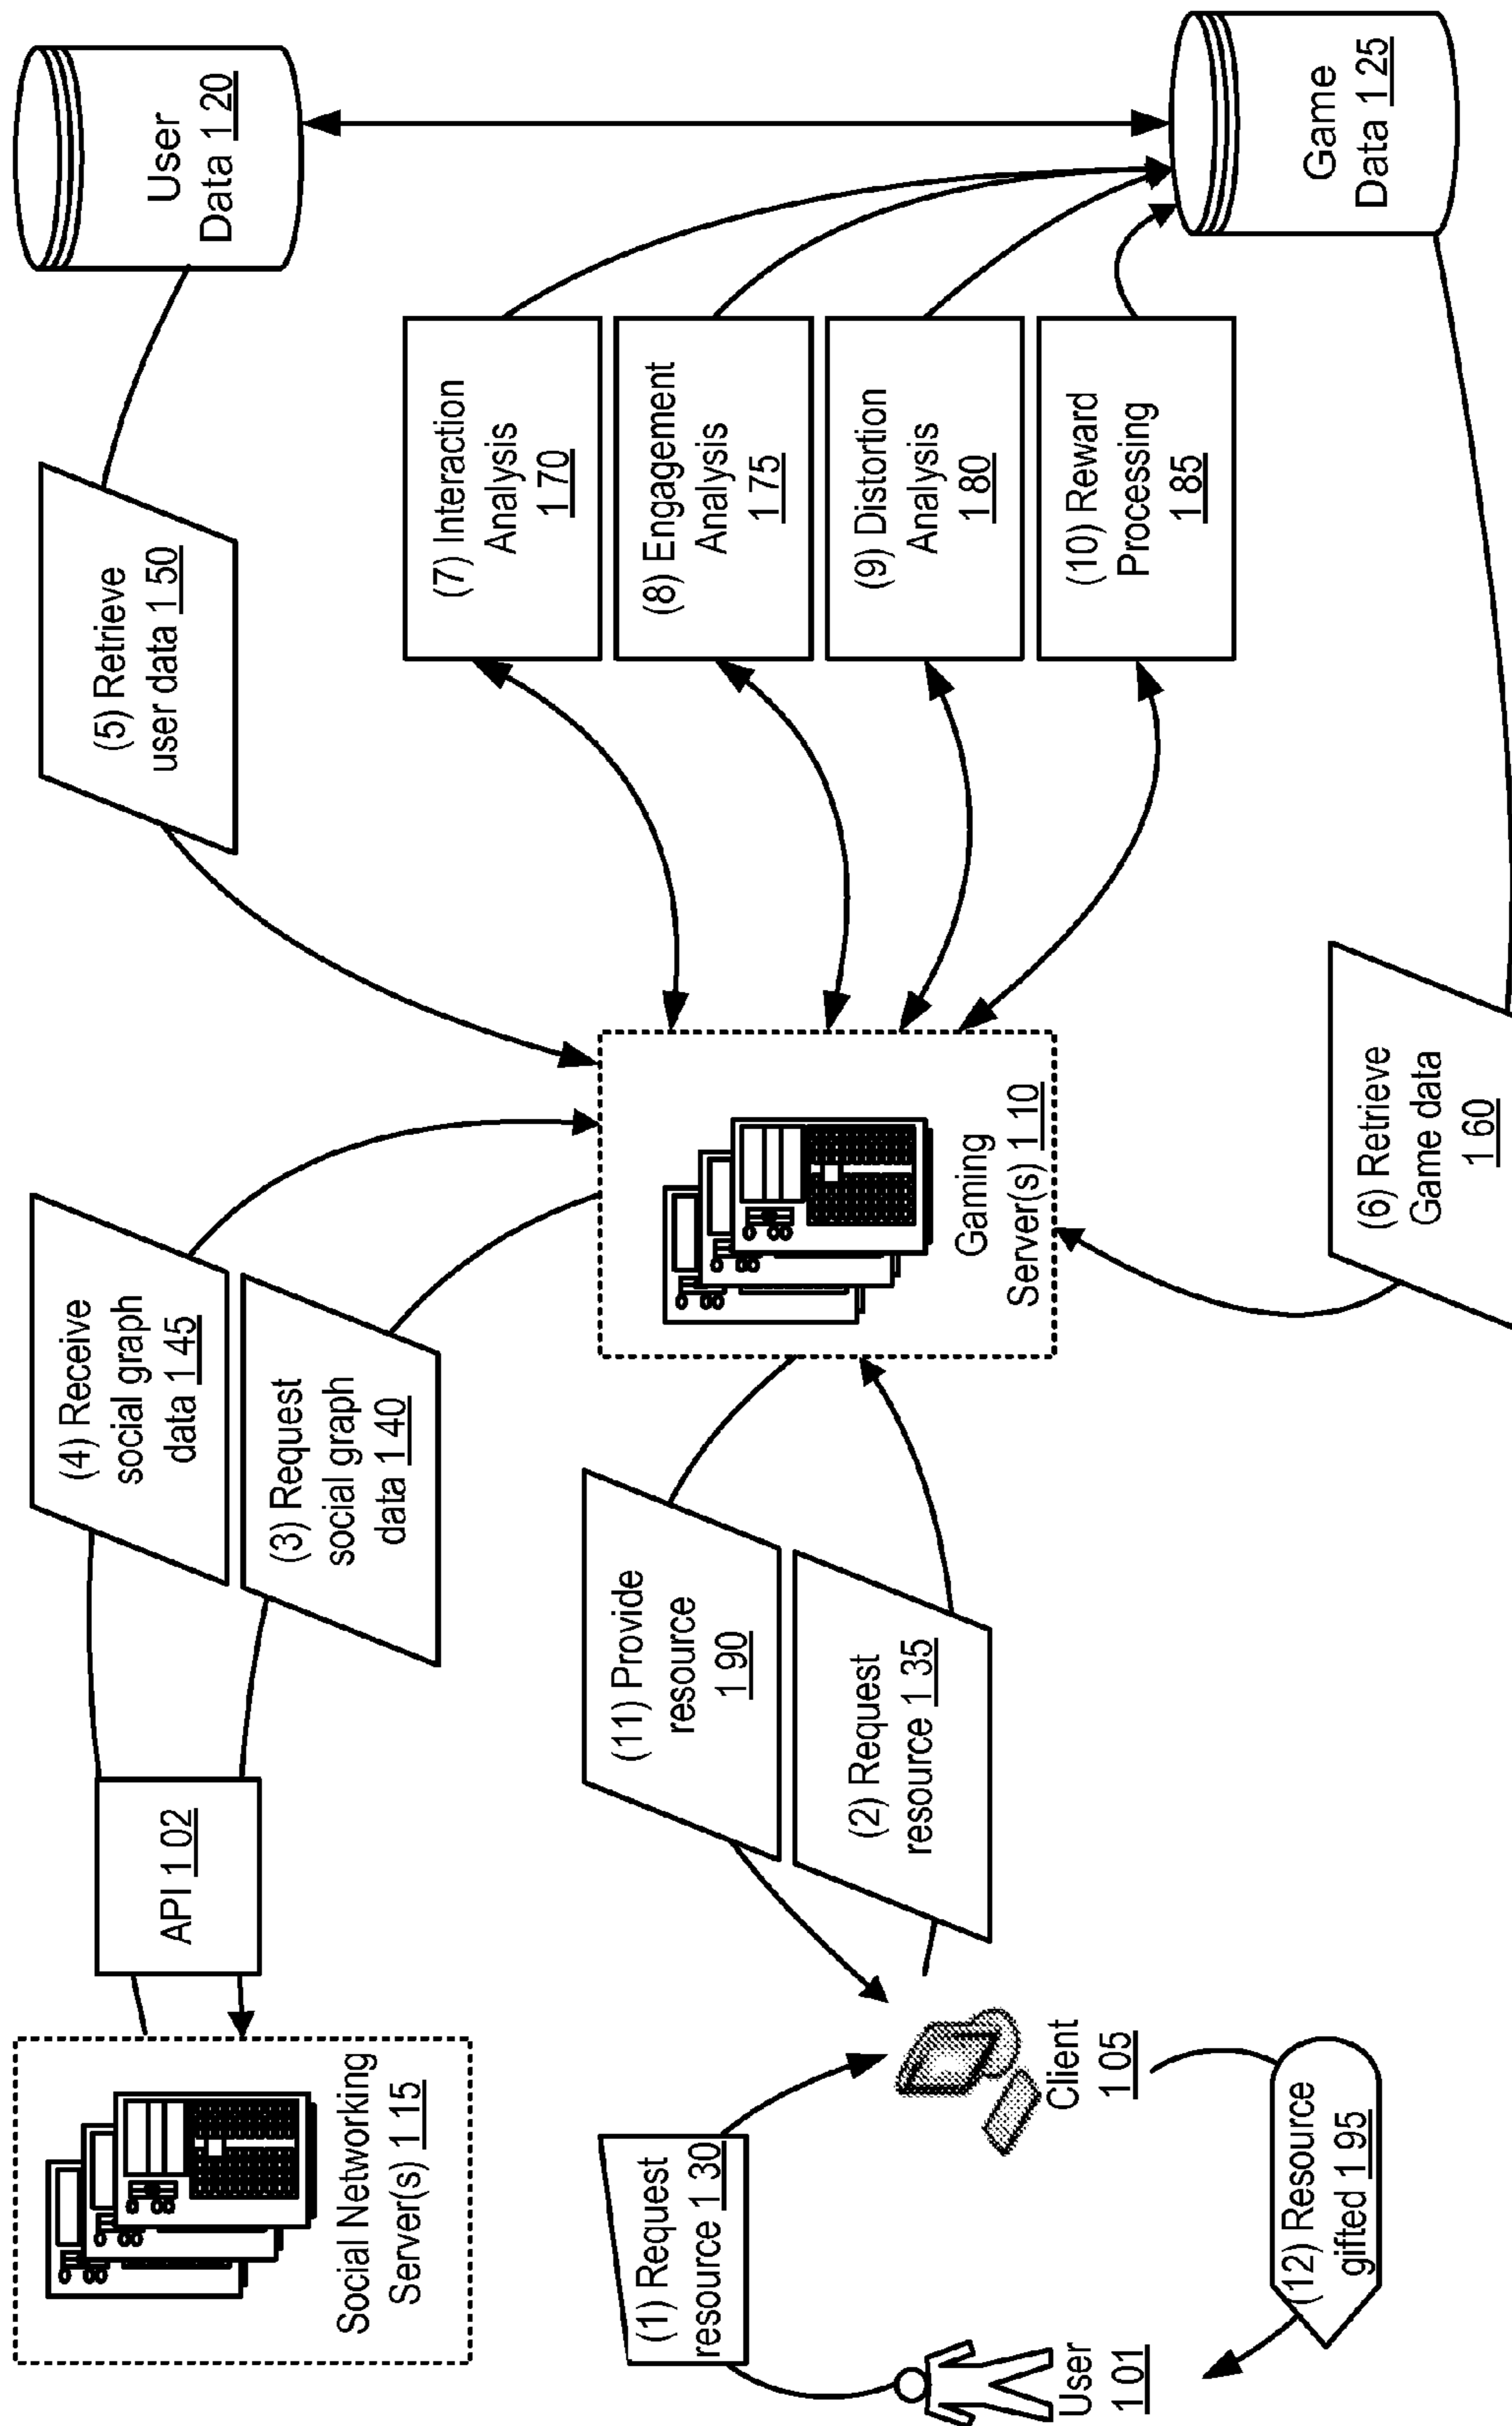 Social Networking
Server(s) 115
API 102
(4) Receive
social graph
data 145
(3) Request
social graph
data 140
(5) Retrieve
user data 150
User
Data 120
(1) Request
resource 130
User
101
Client
105
(12) Resource
gifted 195
(11) Provide
resource
190
(2) Request
resource 135
Gaming
Server(s) 110
(7) Interaction
Analysis
170
(8) Engagement
Analysis
175
(9) Distortion
Analysis
180
(10) Reward
Processing
185
(6) Retrieve
Game data
160
Game
Data 125